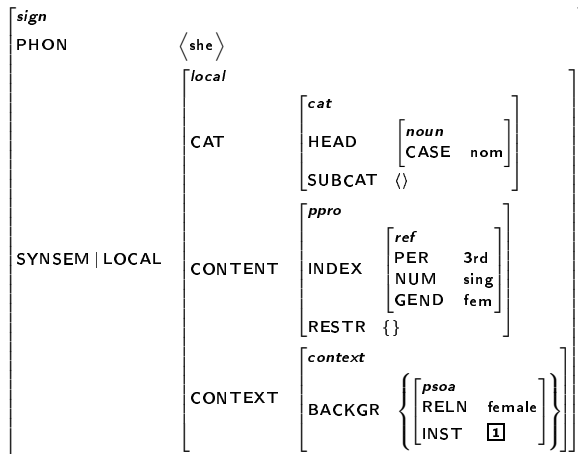 sign
PHON ⟨she⟩
local
cat
CAT HEAD noun
CASE nom
SUBCAT ⟨⟩
ppro
ref
PER 3rd
SYNSEM | LOCAL CONTENT INDEX NUM sing
GEND fem
RESTR {}
context
psoa
CONTEXT BACKGR { RELN female }
INST 1